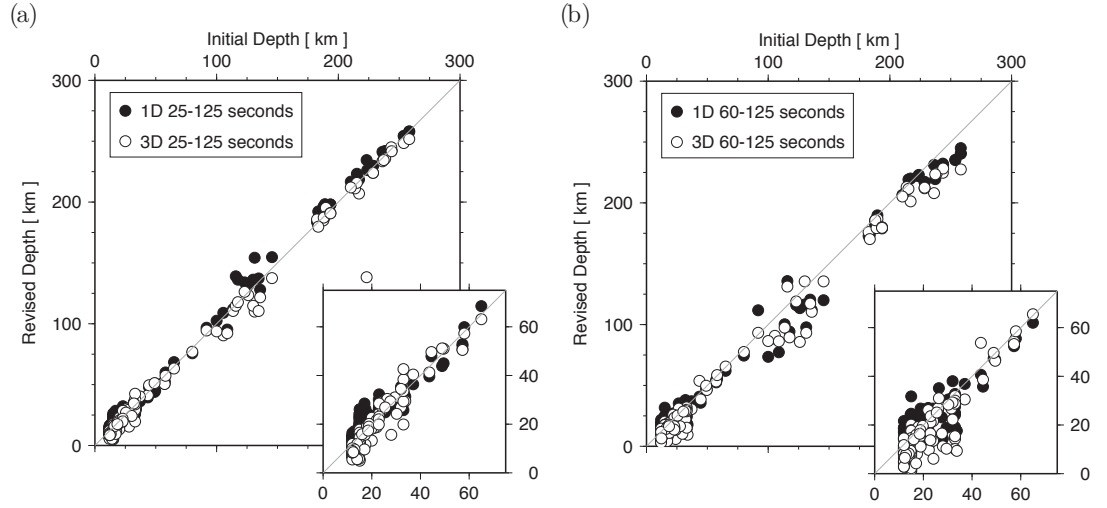 (a)
Initial Depth [ km ]
0 100 200 300
300
200
100
0
Revised Depth [ km ]
1D 25-125 seconds
3D 25-125 seconds
60
40
20
0
0 20 40 60
(b)
Initial Depth [ km ]
0 100 200 300
300
200
100
0
Revised Depth [ km ]
1D 60-125 seconds
3D 60-125 seconds
60
40
20
0
0 20 40 60